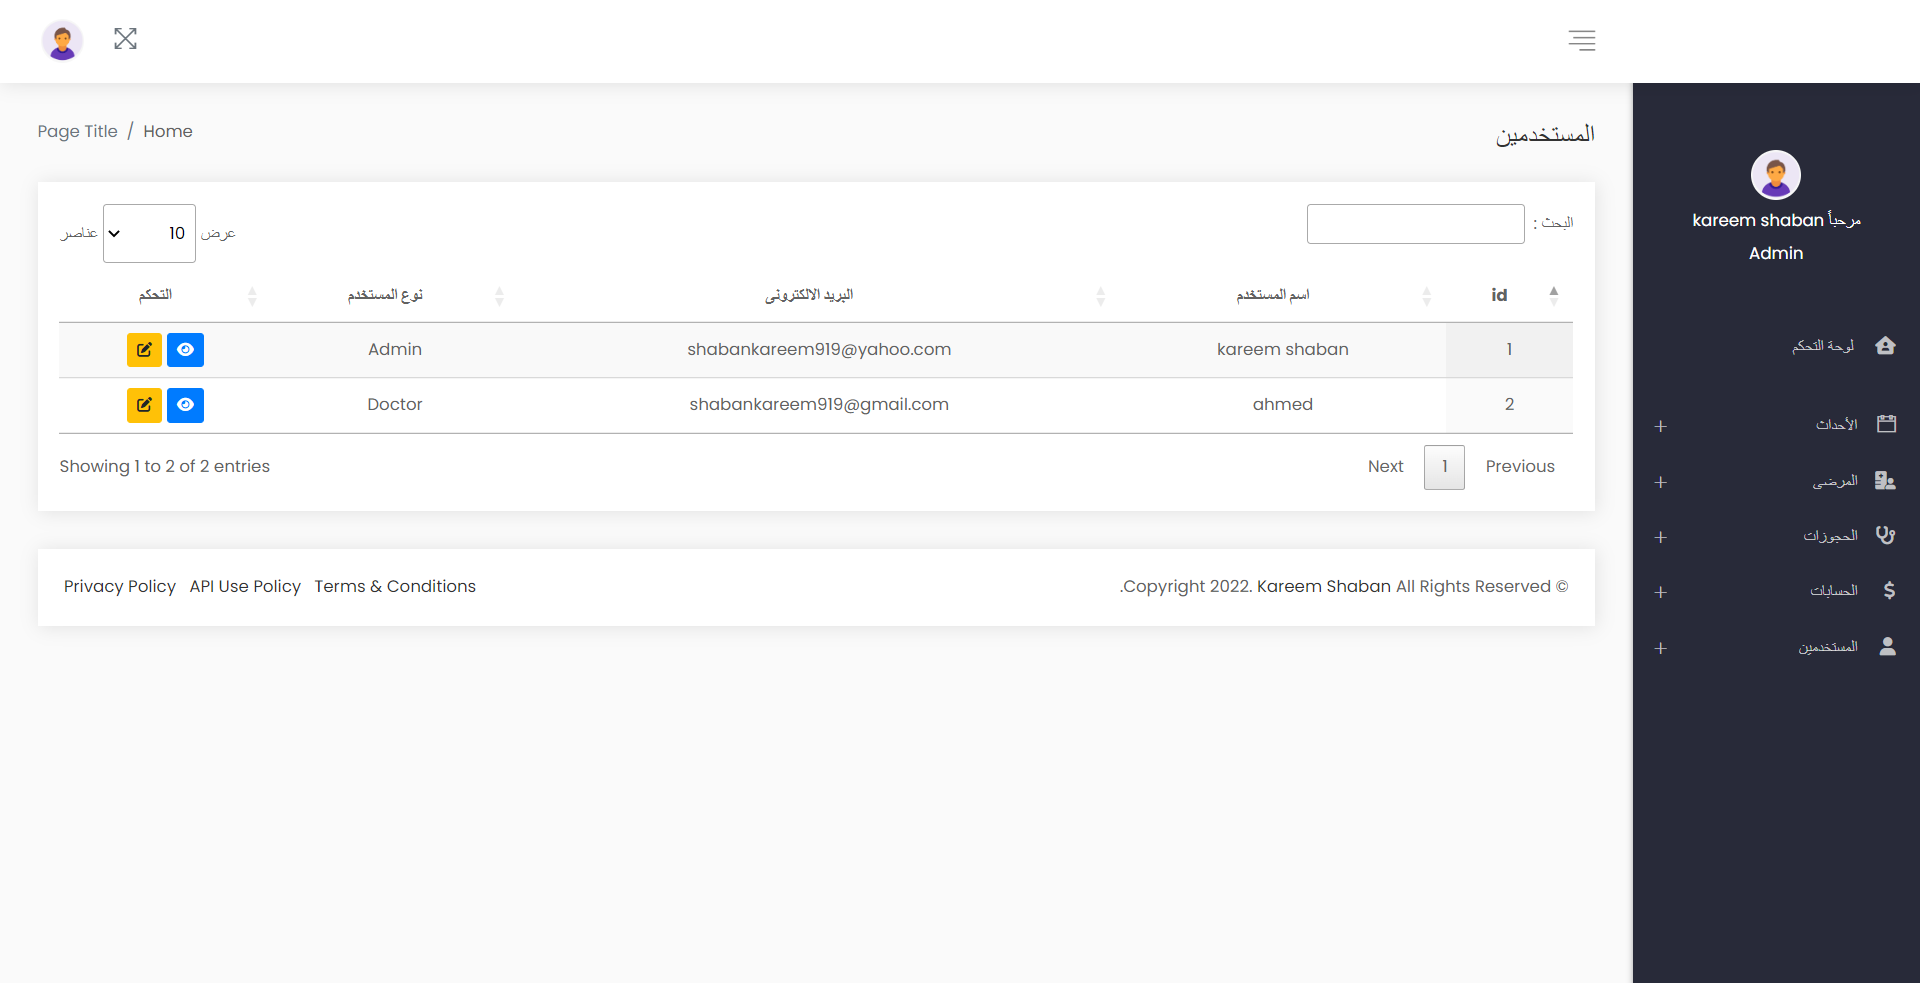 Page Title / Home
المستخدمين
مرحباً kareem shaban
Admin
لوحة التحكم
الأحداث
المرضى
الحجوزات
الحسابات
المستخدمين
البحث :
عرض 10 عناصر
id اسم المستخدم البريد الالكترونى نوع المستخدم التحكم
1 kareem shaban shabankareem919@yahoo.com Admin
2 ahmed shabankareem919@gmail.com Doctor
Showing 1 to 2 of 2 entries
Previous 1 Next
.Copyright 2022. Kareem Shaban All Rights Reserved ©
Privacy Policy API Use Policy Terms & Conditions